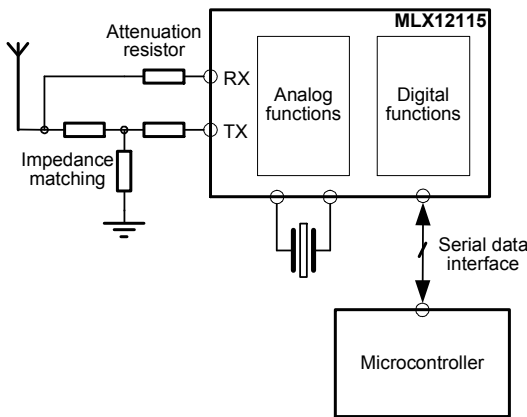 MLX12115
Attenuation
resistor
RX
TX
Analog
functions
Digital
functions
Impedance
matching
Serial data
interface
Microcontroller